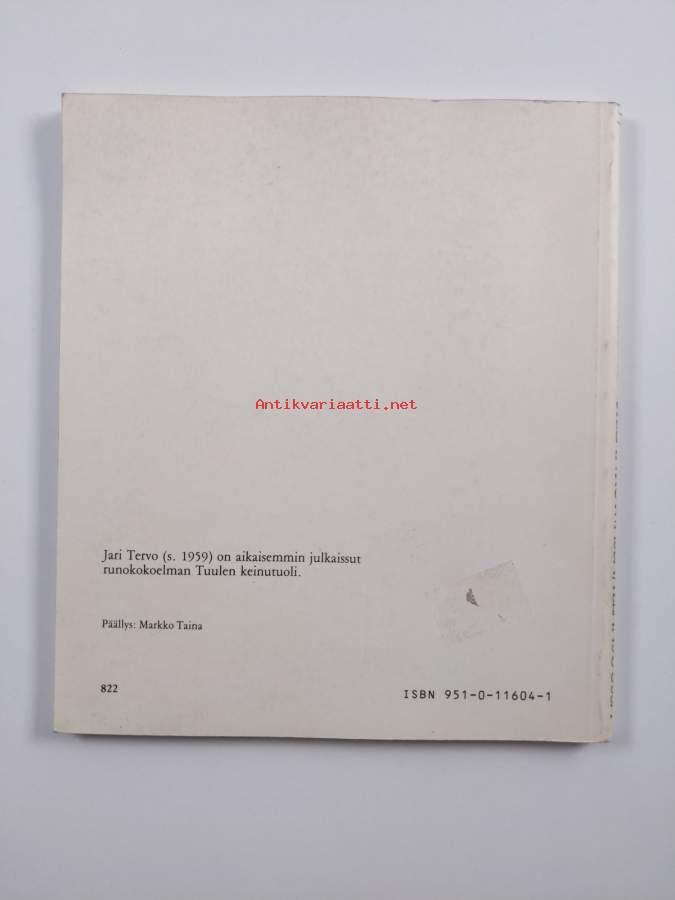 Antikvariaatti.net
Jari Tervo (s. 1959) on aikaisemmin julkaissut
runokokoelman Tuulen keinutuoli.
Päällys: Markko Taina
822
ISBN 951-0-11604-1